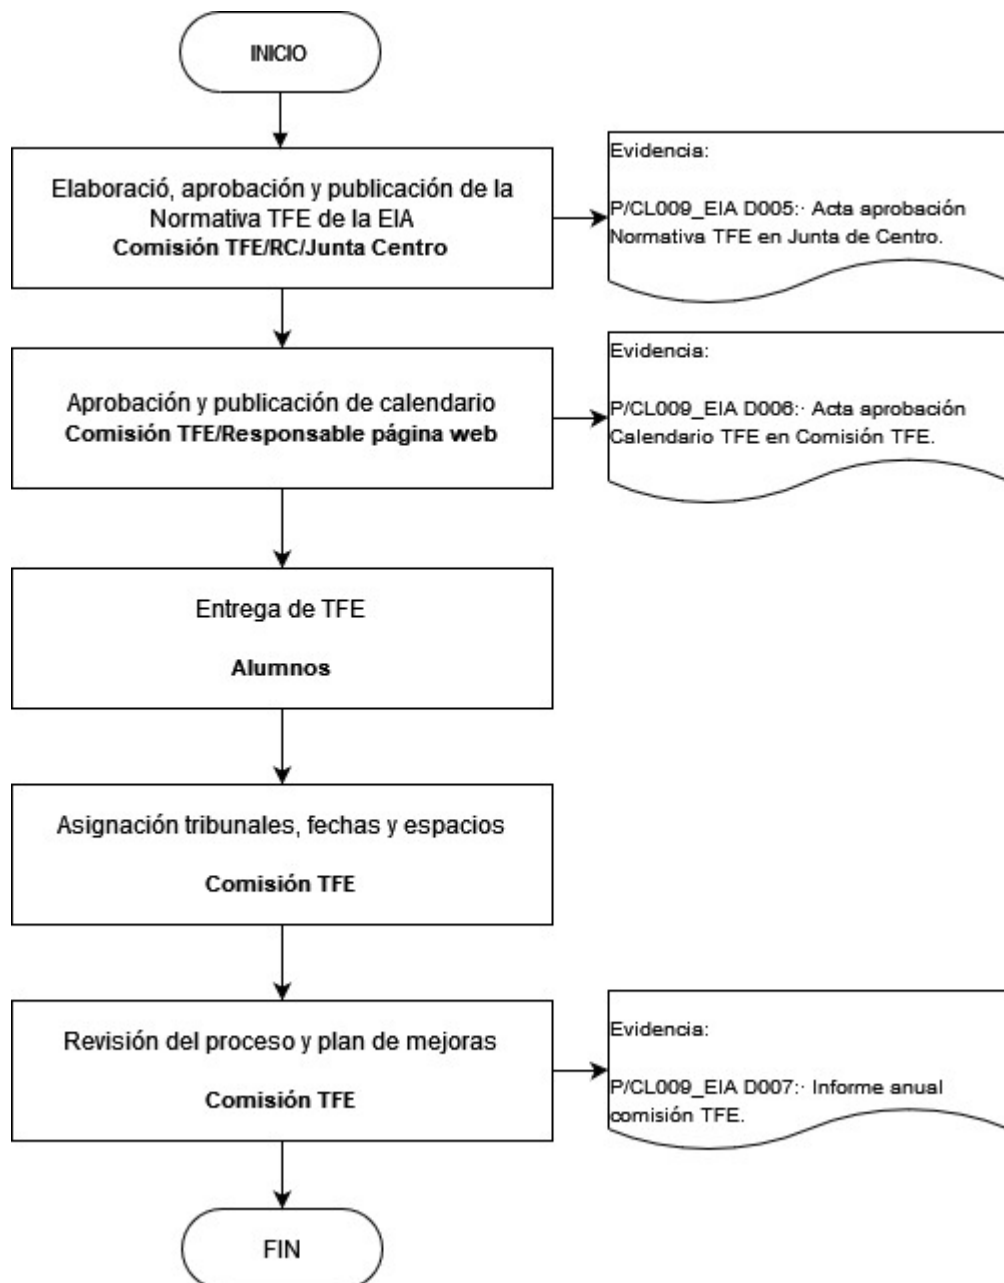 INICIO
Elaboració, aprobación y publicación de la
Normativa TFE de la EIA
Comisión TFE/RC/Junta Centro
Evidencia:
P/CL009_EIA D005:· Acta aprobación
Normativa TFE en Junta de Centro.
Aprobación y publicación de calendario
Comisión TFE/Responsable página web
Evidencia:
P/CL009_EIA D006:· Acta aprobación
Calendario TFE en Comisión TFE.
Entrega de TFE
Alumnos
Asignación tribunales, fechas y espacios
Comisión TFE
Revisión del proceso y plan de mejoras
Comisión TFE
Evidencia:
P/CL009_EIA D007:· Informe anual
comisión TFE.
FIN